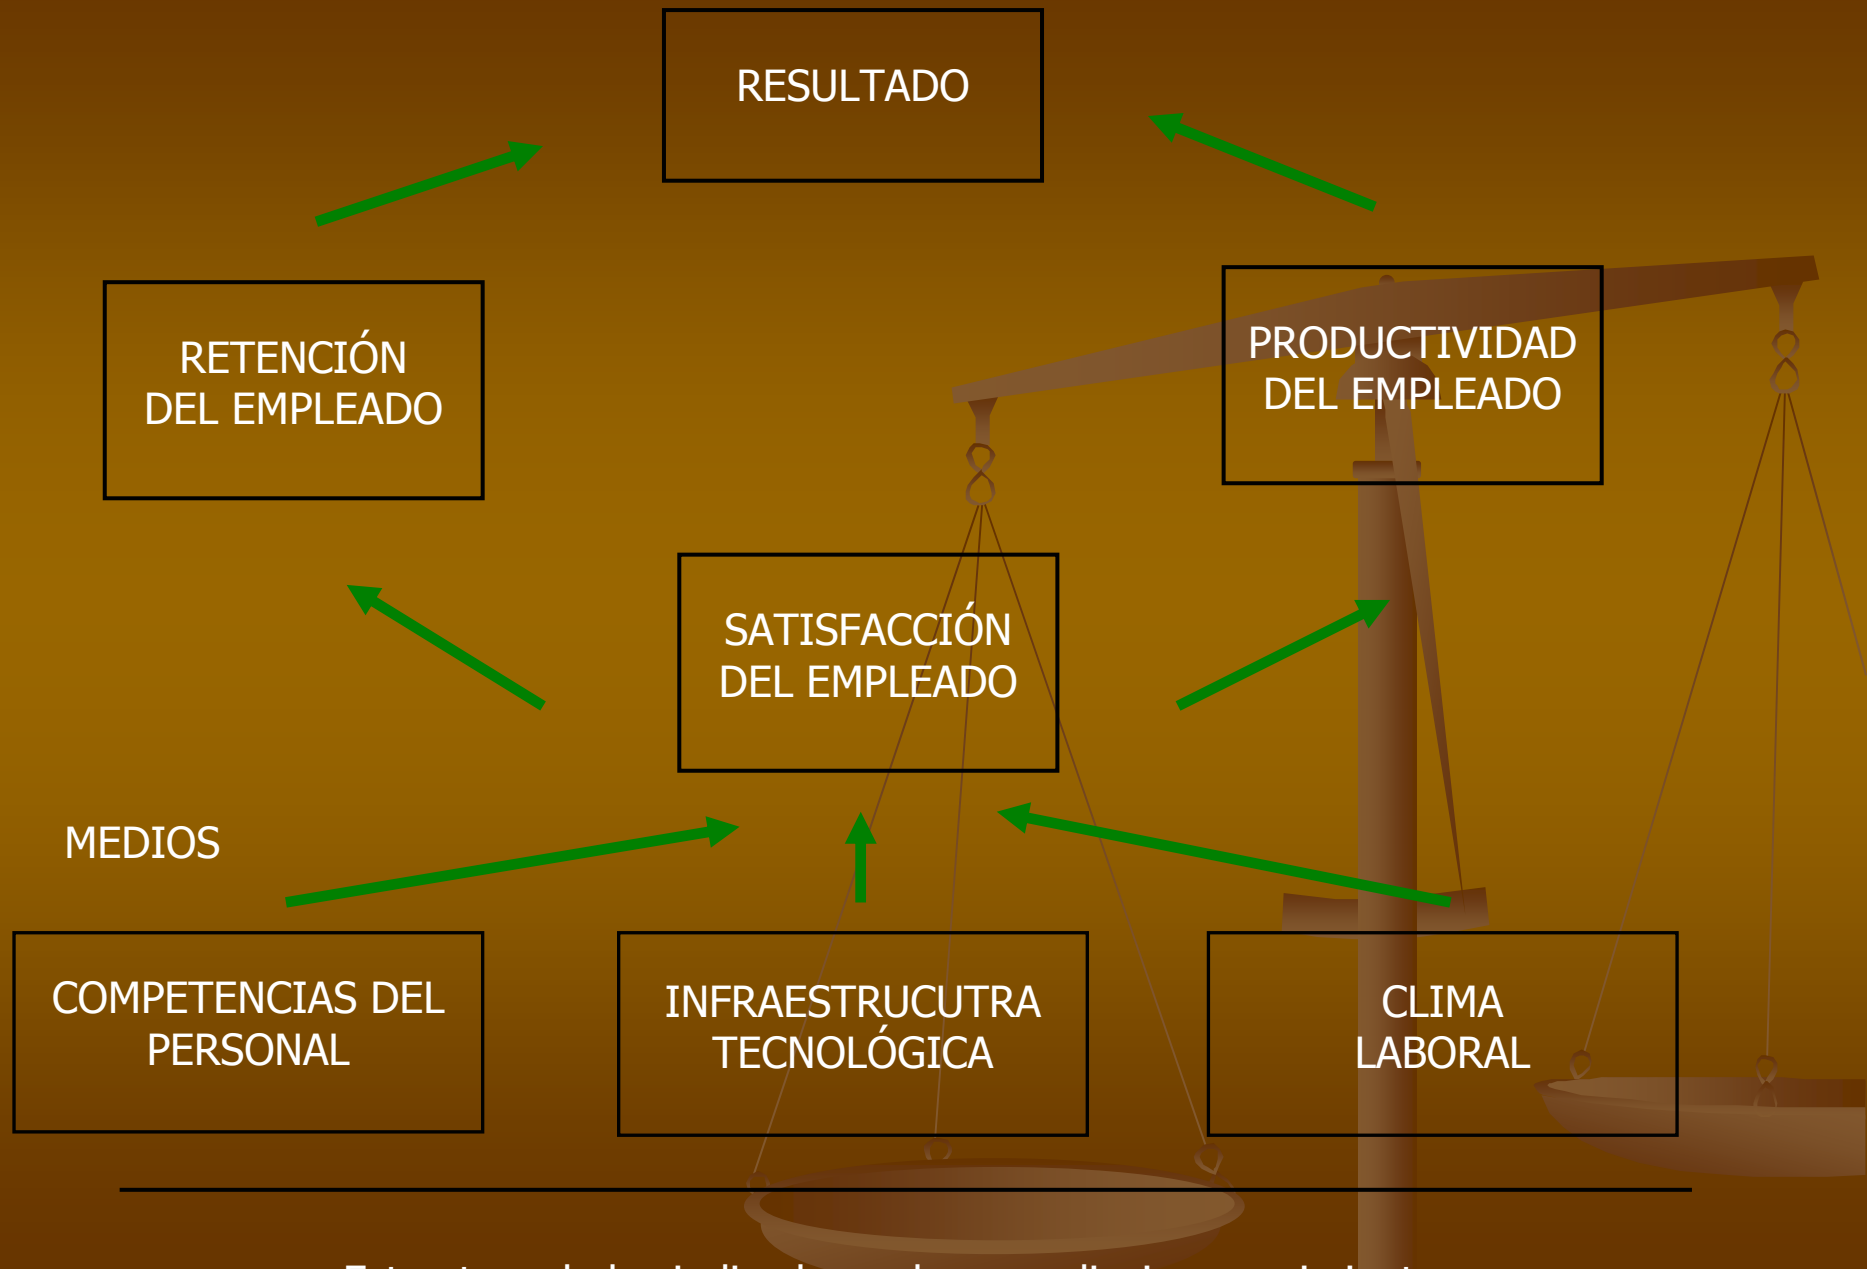 RESULTADO
RETENCIÓN
DEL EMPLEADO
PRODUCTIVIDAD
DEL EMPLEADO
SATISFACCIÓN
DEL EMPLEADO
MEDIOS
COMPETENCIAS DEL
PERSONAL
INFRAESTRUCUTRA
TECNOLÓGICA
CLIMA
LABORAL